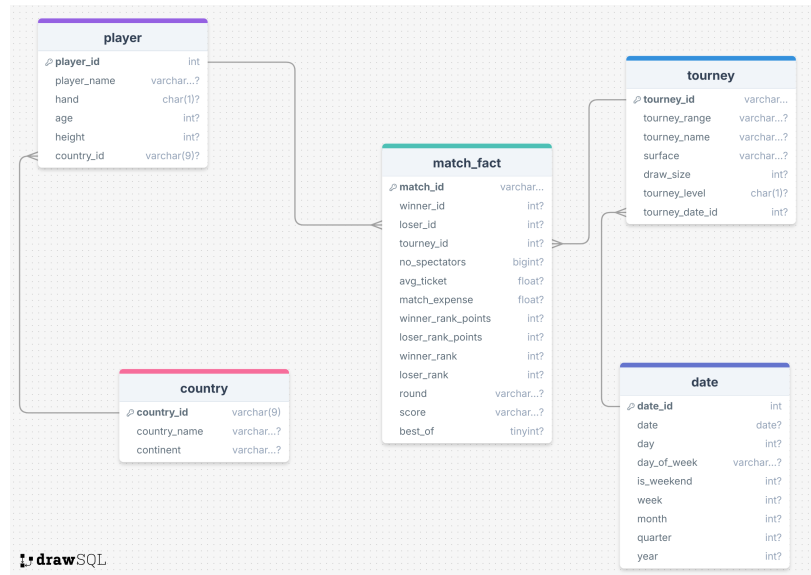 player
player_id int
player_name varchar...?
hand char(1)?
age int?
height int?
country_id varchar(9)?
match_fact
match_id varchar...
winner_id int?
loser_id int?
tourney_id int?
no_spectators bigint?
avg_ticket float?
match_expense float?
winner_rank_points int?
loser_rank_points int?
winner_rank int?
loser_rank int?
round varchar...?
score varchar...?
best_of tinyint?
tourney
tourney_id varchar...
tourney_range varchar...?
tourney_name varchar...?
surface varchar...?
draw_size int?
tourney_level char(1)?
tourney_date_id int?
country
country_id varchar(9)
country_name varchar...?
continent varchar...?
date
date_id int
date date?
day int?
day_of_week varchar...?
is_weekend int?
week int?
month int?
quarter int?
year int?
drawSQL